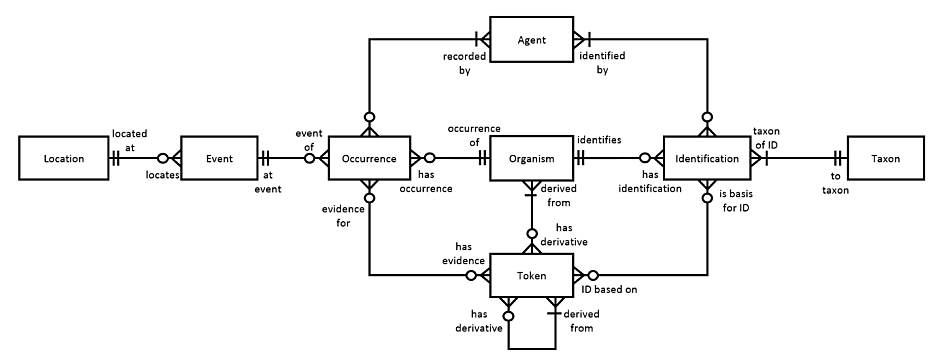 Agent
recorded
by
identified
by
located
at
event
of
occurrence
of
identifies
taxon
of ID
Location
Event
Occurrence
Organism
Identification
Taxon
locates
at
event
has
occurrence
derived
from
has
identification
to
taxon
evidence
for
is basis
for ID
has
derivative
has
evidence
Token
ID based on
has
derivative
derived
from